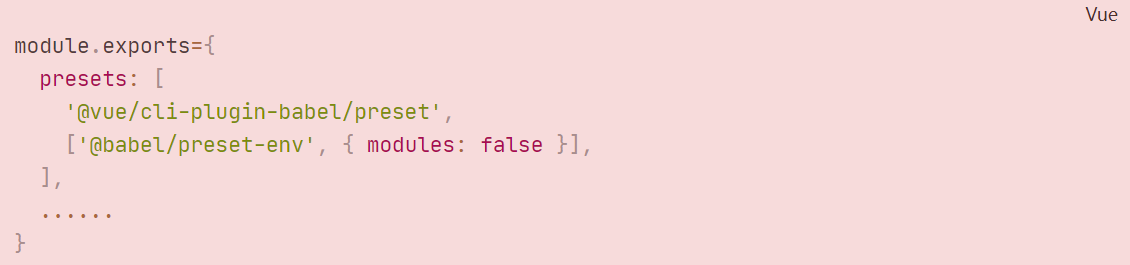 Vue
module.exports={
  presets: [
    '@vue/cli-plugin-babel/preset',
    ['@babel/preset-env', { modules: false }],
  ],
  ......
}